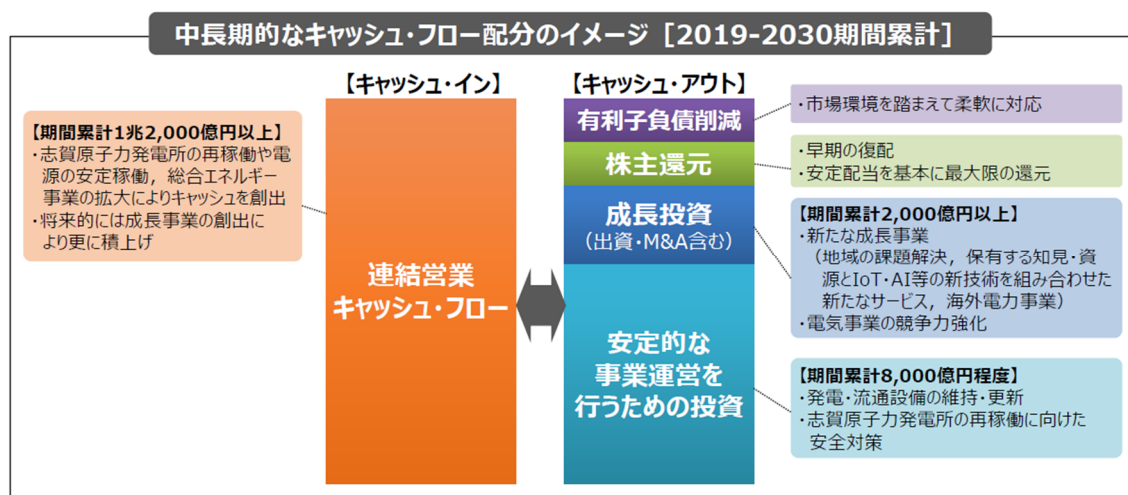 中長期的なキャッシュ・フロー配分のイメージ［2019-2030期間累計］
【キャッシュ・イン】
【期間累計1兆2,000億円以上】
・志賀原子力発電所の再稼働や電
源の安定稼働，総合エネルギー
事業の拡大によりキャッシュを創出
・将来的には成長事業の創出に
より更に積上げ
連結営業
キャッシュ・フロー
【キャッシュ・アウト】
有利子負債削減
・市場環境を踏まえて柔軟に対応
株主還元
・早期の復配
・安定配当を基本に最大限の還元
成長投資
（出資・M&A含む）
【期間累計2,000億円以上】
・新たな成長事業
（地域の課題解決，保有する知見・資
源とIoT・AI等の新技術を組み合わせた
新たなサービス，海外電力事業）
・電気事業の競争力強化
安定的な
事業運営を
行うための投資
【期間累計8,000億円程度】
・発電・流通設備の維持・更新
・志賀原子力発電所の再稼働に向けた
安全対策